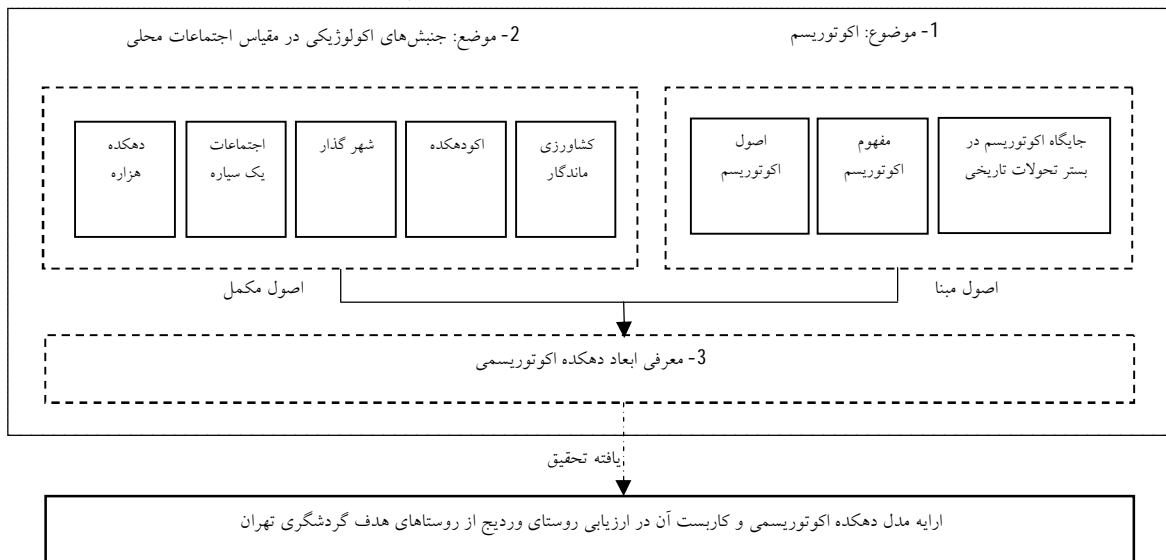 1- موضوع: اکوتوریسم
2- موضع: جنبش‌های اکولوژیکی در مقیاس اجتماعات محلی
جایگاه اکوتوریسم در
بستر تحولات تاریخی
مفهوم
اکوتوریسم
اصول
اکوتوریسم
کشاورزی
ماندگار
اکودهکده
شهر گذار
اجتماعات
یک سیاره
دهکده
هزاره
اصول مبنا
اصول مکمل
3- معرفی ابعاد دهکده اکوتوریسمی
یافته تحقیق
ارایه مدل دهکده اکوتوریسمی و کاربست آن در ارزیابی روستای وردیج از روستاهای هدف گردشگری تهران